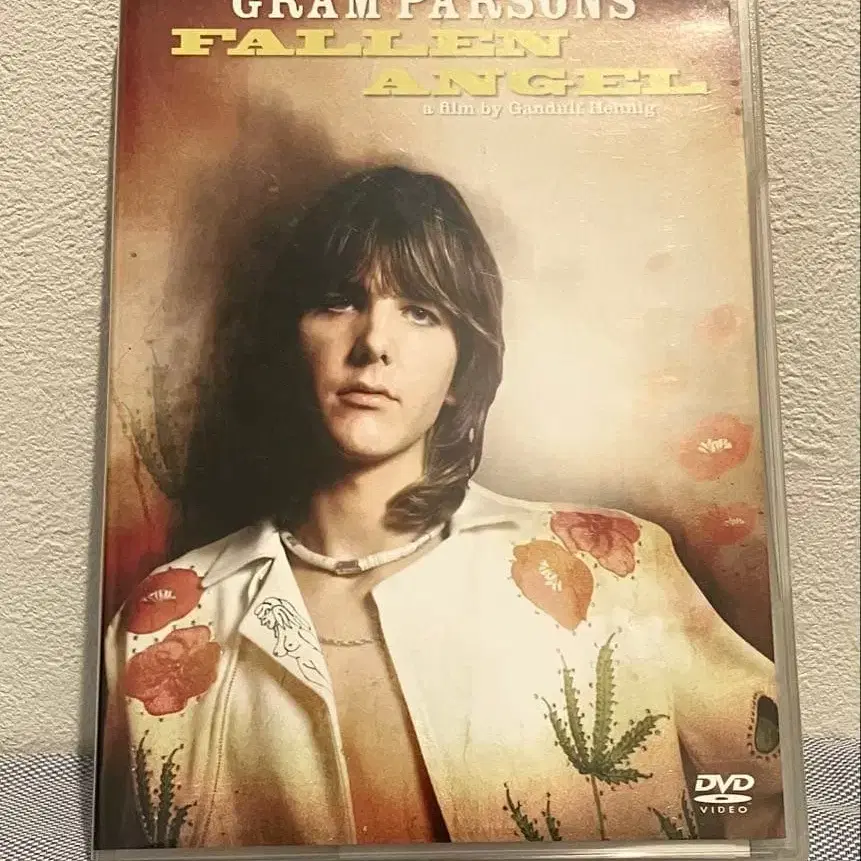 GRAM PARSONS
FALLEN
ANGEL
a film by Gandulf Hennig
DVD
VIDEO